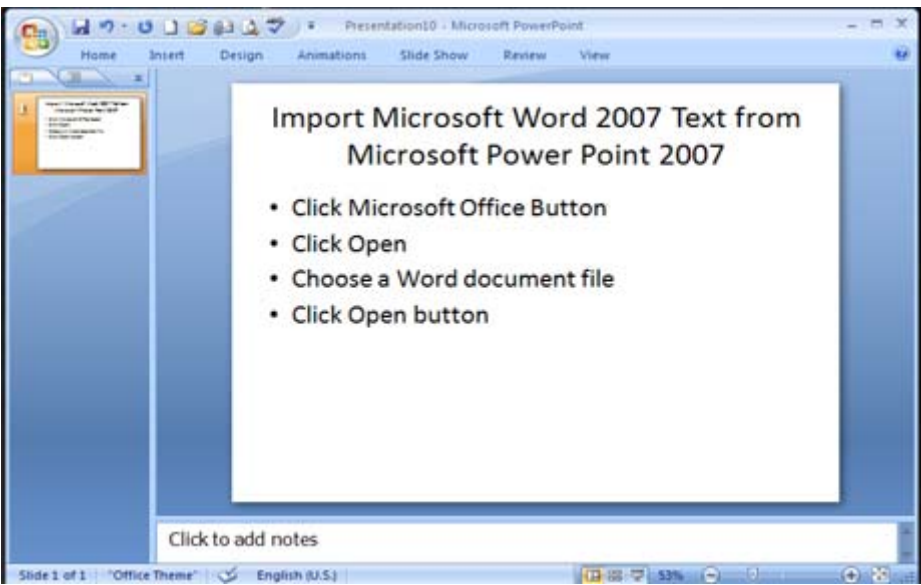 Presentation10 - Microsoft PowerPoint
Home Insert Design Animations Slide Show Review View
1
Import Microsoft Word 2007 Text from
Microsoft Power Point 2007
• Click Microsoft Office Button
• Click Open
• Choose a Word document file
• Click Open button
Click to add notes
Slide 1 of 1 "Office Theme" English (U.S.) 53%